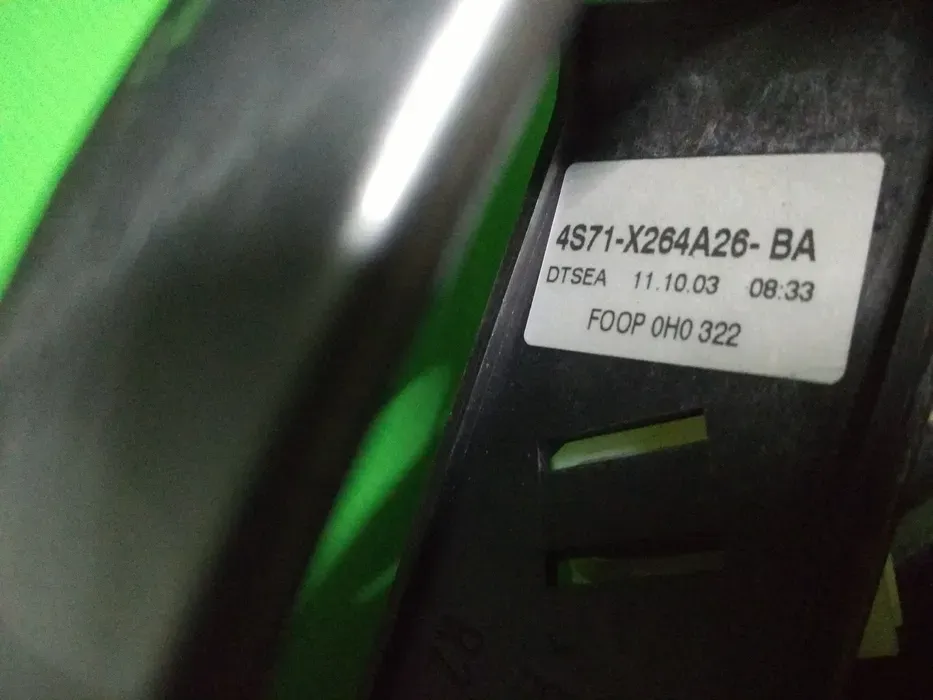 4S71-X264A26- BA
DTSEA 11.10.03 08:33
FOOP 0H0 322